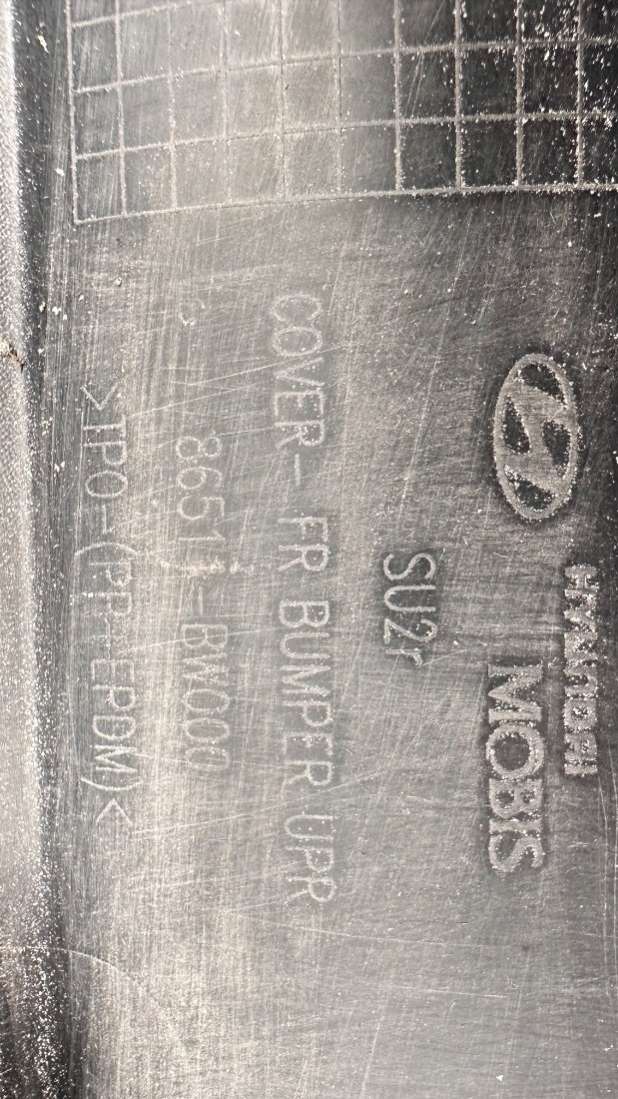 HYUNDAI
MOBIS
SU2r
COVER- FR BUMPER UPR
86511-BW000
>TPO-(PP+EPDM)<